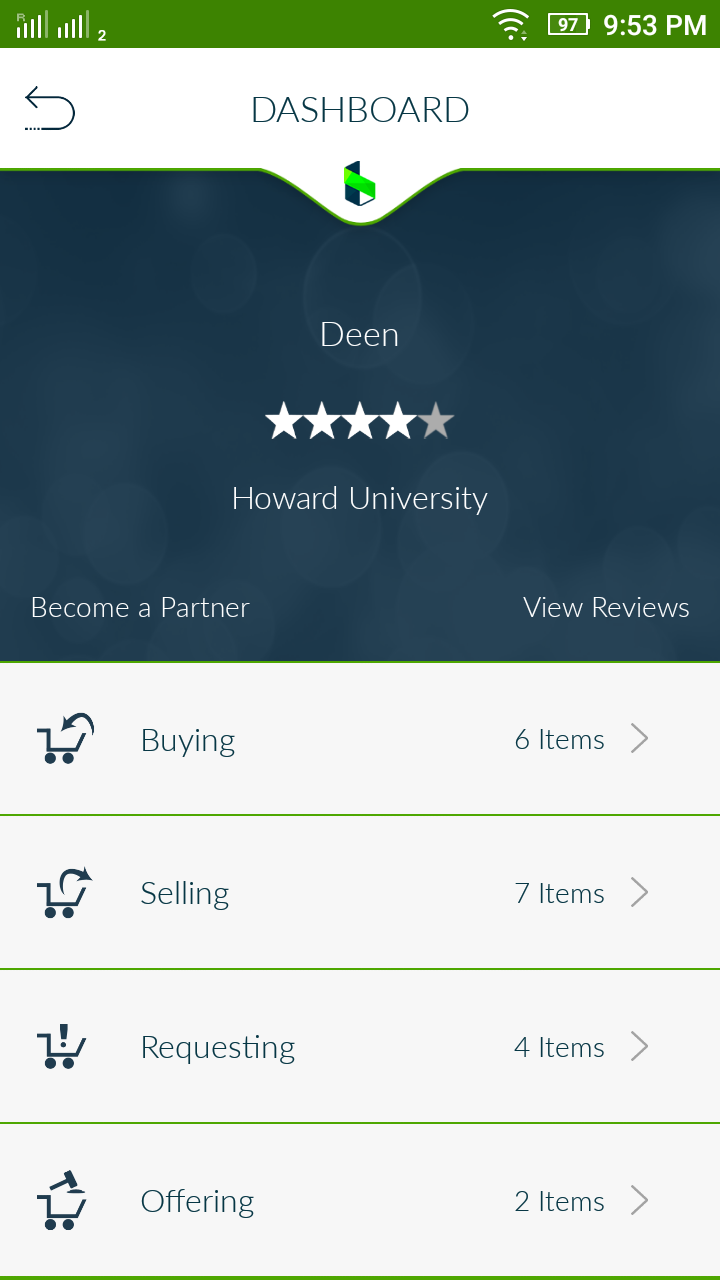 R 2 97 9:53 PM
DASHBOARD
Deen
Howard University
Become a Partner View Reviews
Buying 6 Items
Selling 7 Items
Requesting 4 Items
Offering 2 Items